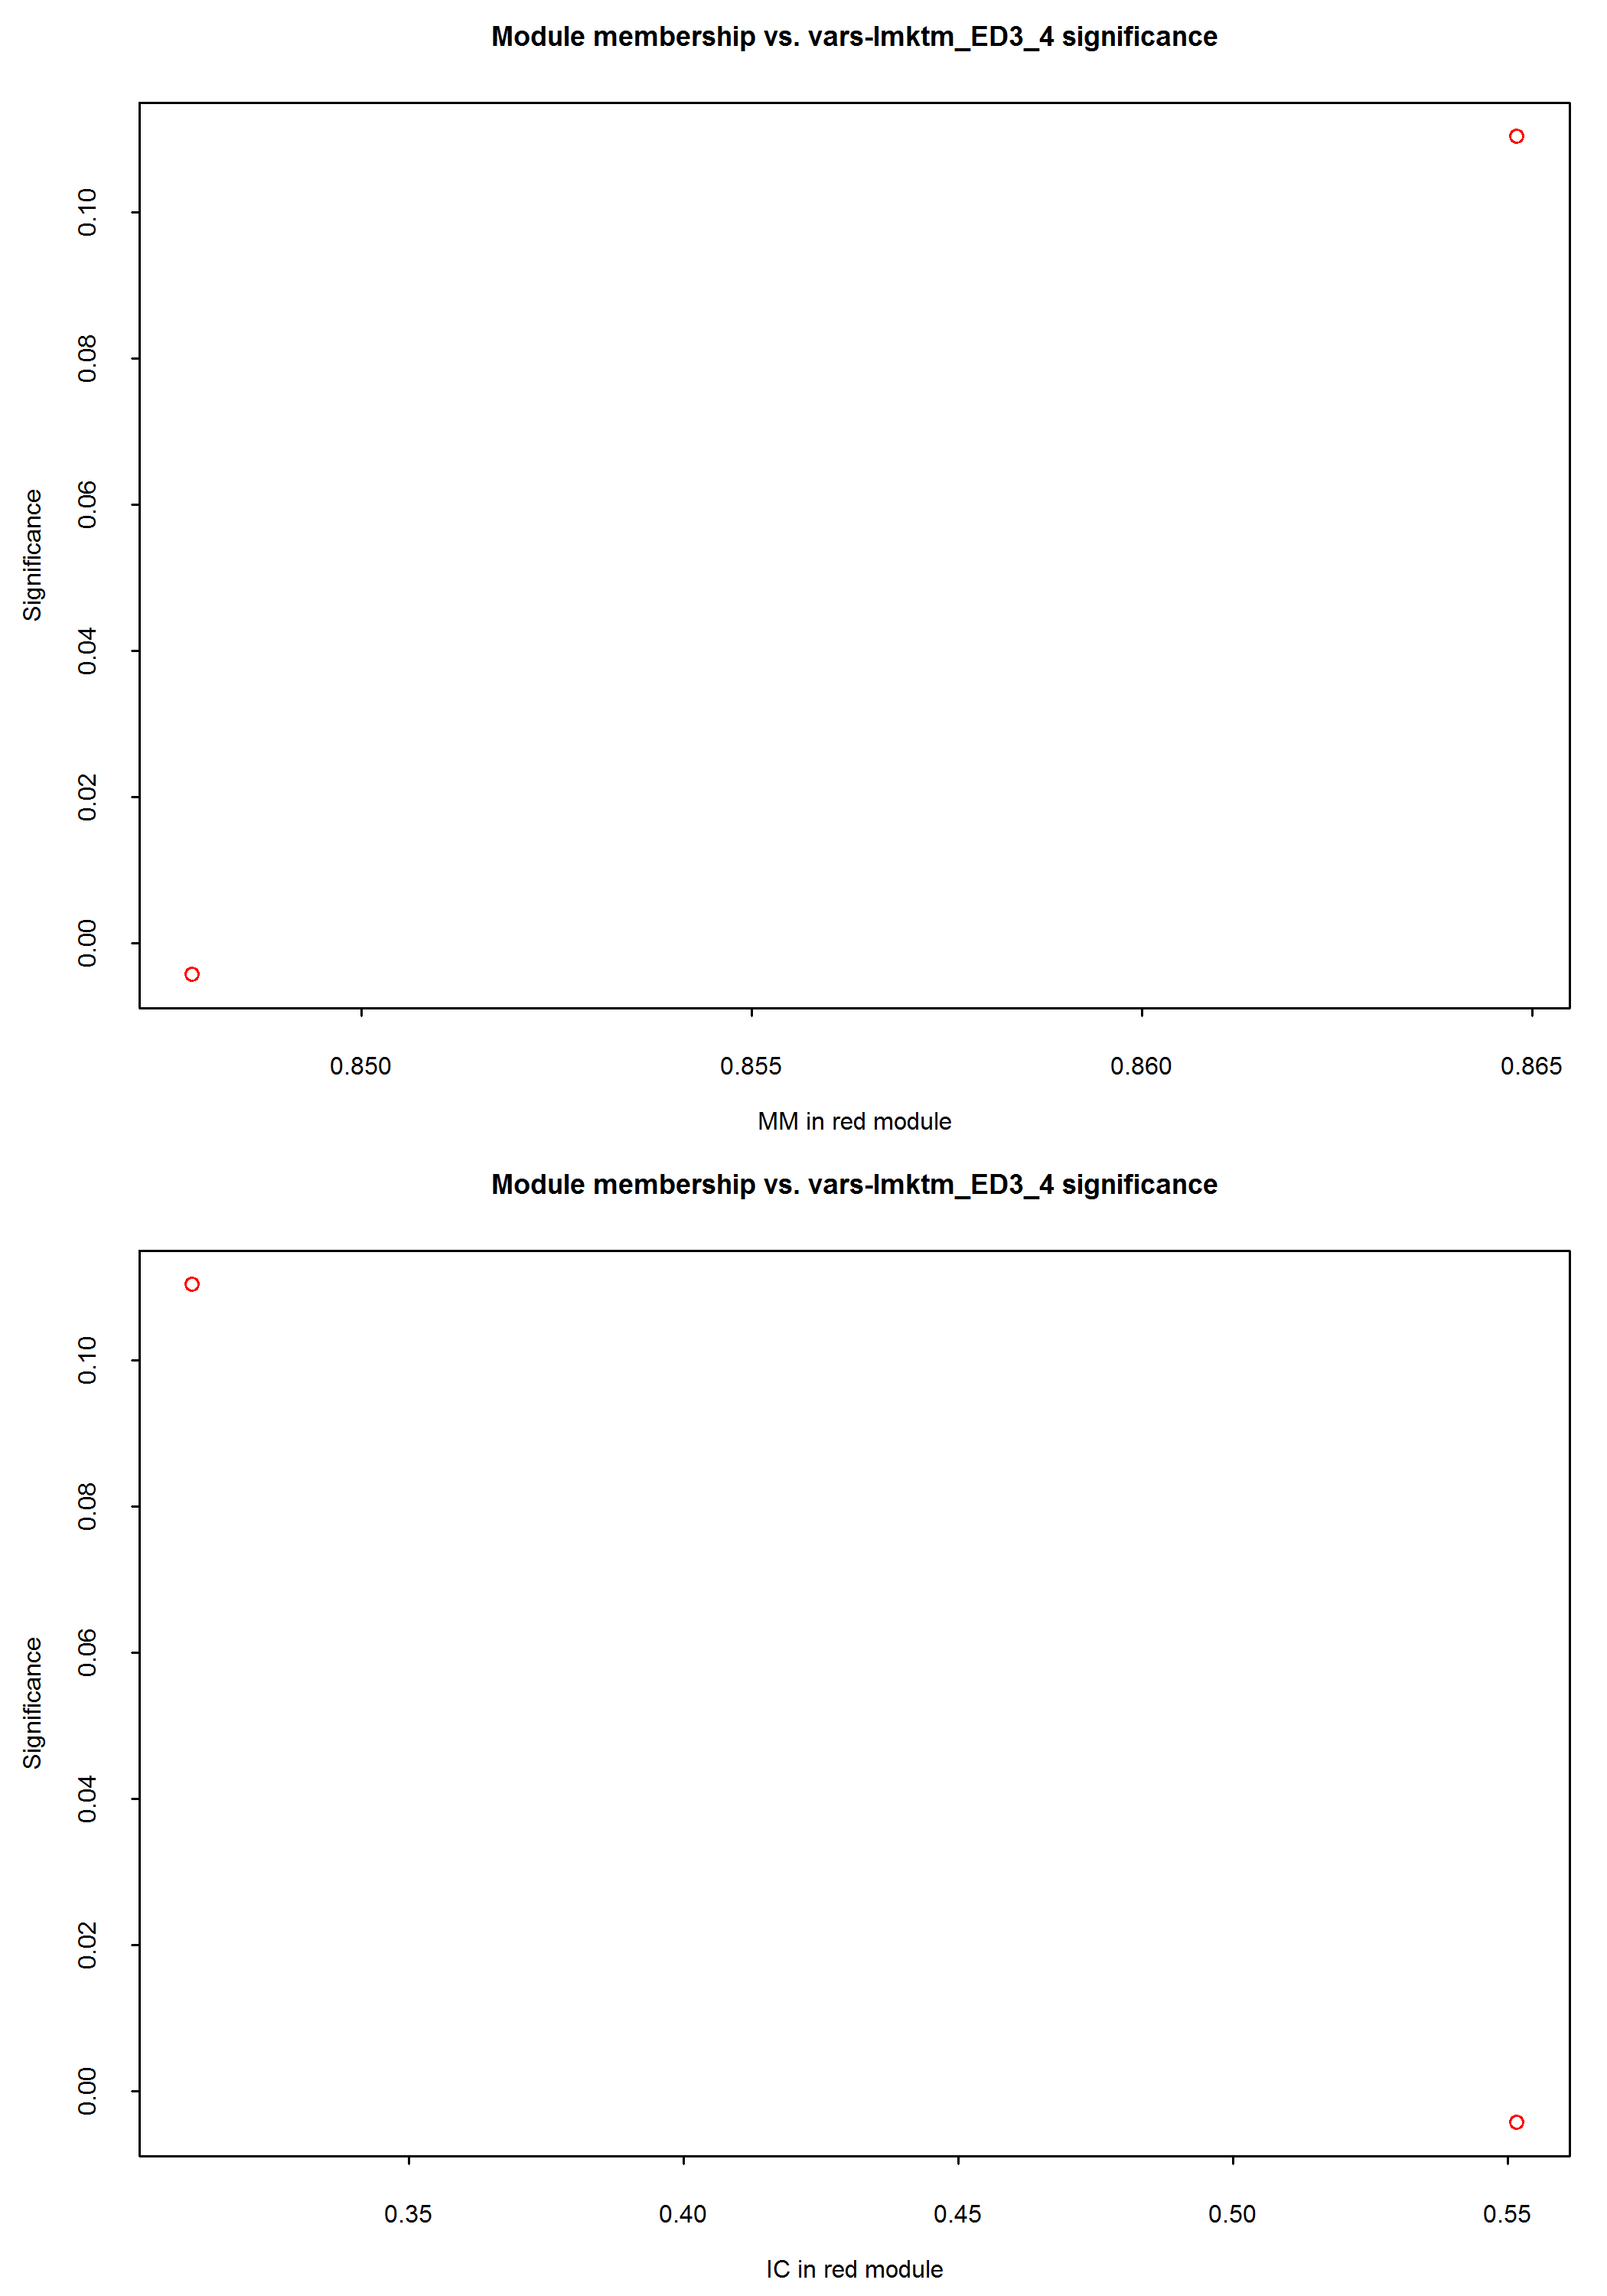 Module membership vs. vars-lmktm_ED3_4 significance
Significance
0.10
0.08
0.06
0.04
0.02
0.00
0.850 0.855 0.860 0.865
MM in red module
Module membership vs. vars-lmktm_ED3_4 significance
Significance
0.10
0.08
0.06
0.04
0.02
0.00
0.35 0.40 0.45 0.50 0.55
IC in red module